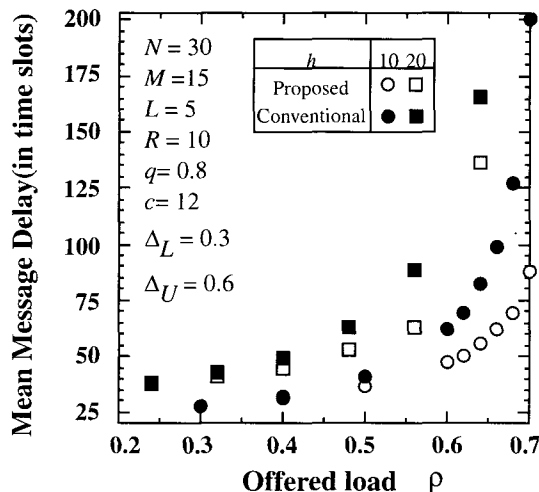 200
175
150
125
100
75
50
25
Mean Message Delay(in time slots)
N = 30
M = 15
L = 5
R = 10
q = 0.8
c = 12
Δ_L = 0.3
Δ_U = 0.6
h 10 20
Proposed
Conventional
0.2 0.3 0.4 0.5 0.6 0.7
Offered load ρ